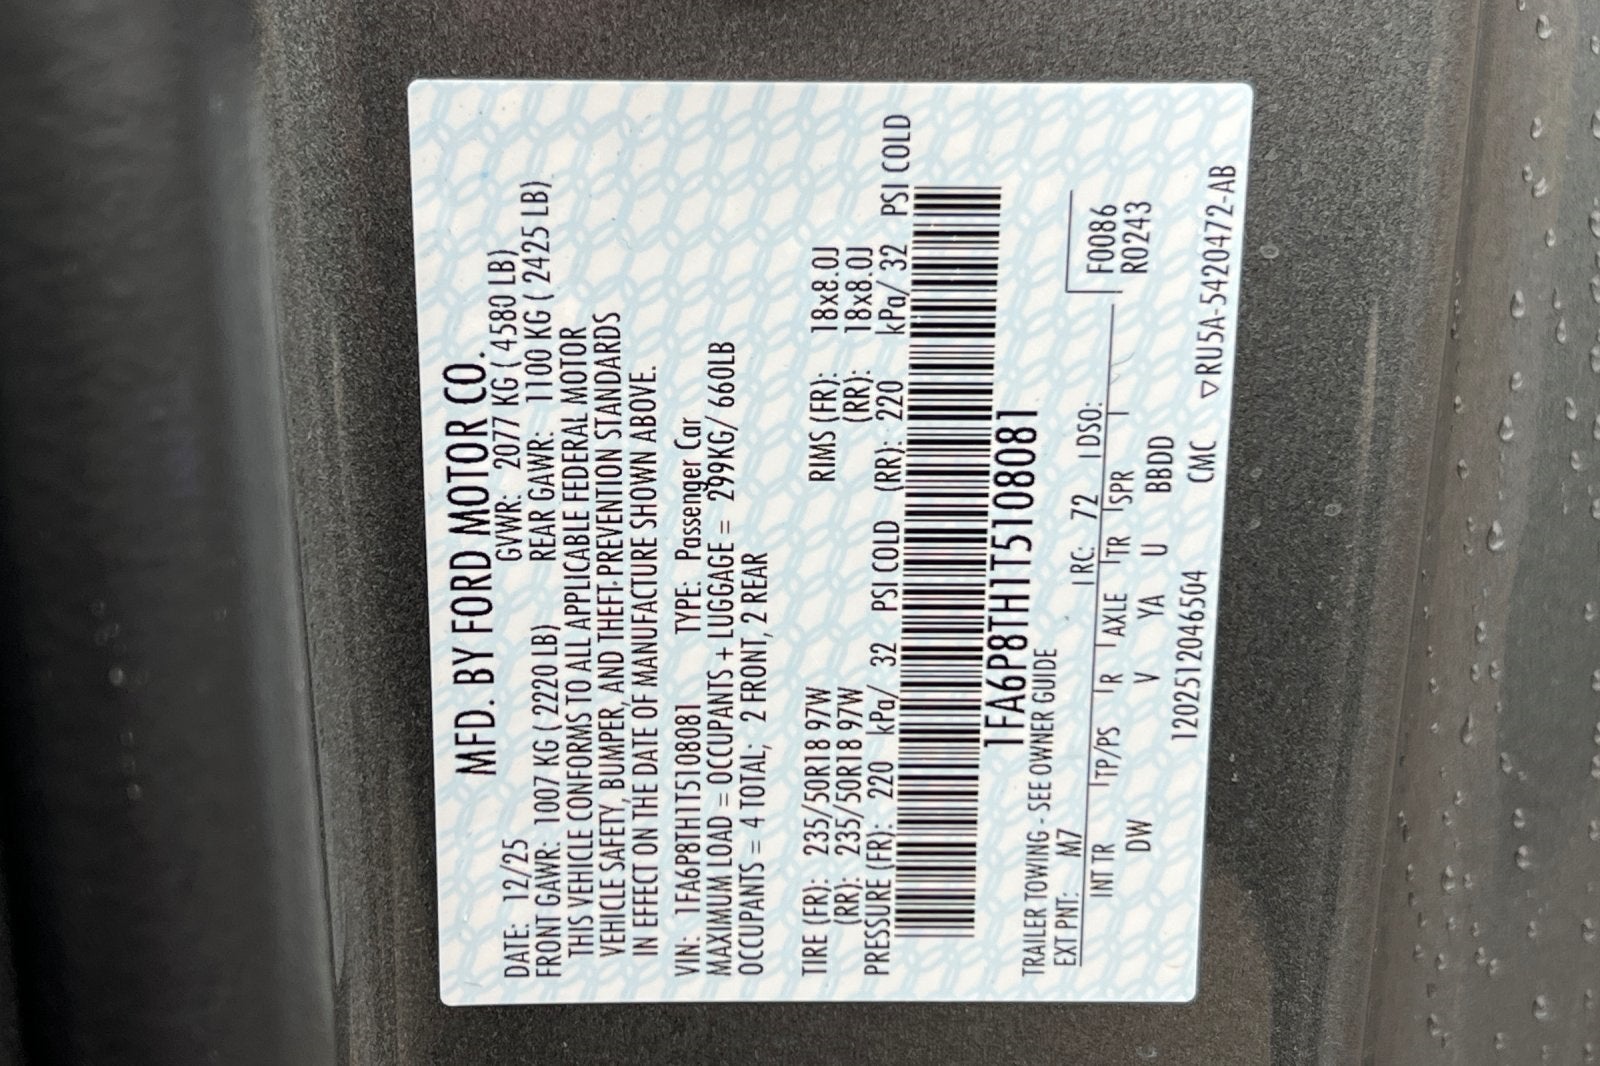 MFD. BY FORD MOTOR CO.
DATE: 12/25 GVWR: 2077 KG ( 4580 LB)
FRONT GAWR: 1007 KG ( 2220 LB) REAR GAWR: 1100 KG ( 2425 LB)
THIS VEHICLE CONFORMS TO ALL APPLICABLE FEDERAL MOTOR
VEHICLE SAFETY, BUMPER, AND THEFT PREVENTION STANDARDS
IN EFFECT ON THE DATE OF MANUFACTURE SHOWN ABOVE.
VIN: 1FA6P8TH1T5108081 TYPE: Passenger Car
MAXIMUM LOAD = OCCUPANTS + LUGGAGE = 299KG/ 660LB
OCCUPANTS = 4 TOTAL; 2 FRONT, 2 REAR
TIRE (FR): 235/50R18 97W RIMS (FR): 18x8.0J
(RR): 235/50R18 97W (RR): 18x8.0J
PRESSURE (FR): 220 kPa/ 32 PSI COLD (RR): 220 kPa/ 32 PSI COLD
1FA6P8TH1T5108081
TRAILER TOWING - SEE OWNER GUIDE
EXT PNT: M7 RC: 72 DSO: F0086
INT TR TP/PS R AXLE TR SPR R0243
DW V YA U BBDD
1202512046504 CMC ▽RU5A-5420472-AB